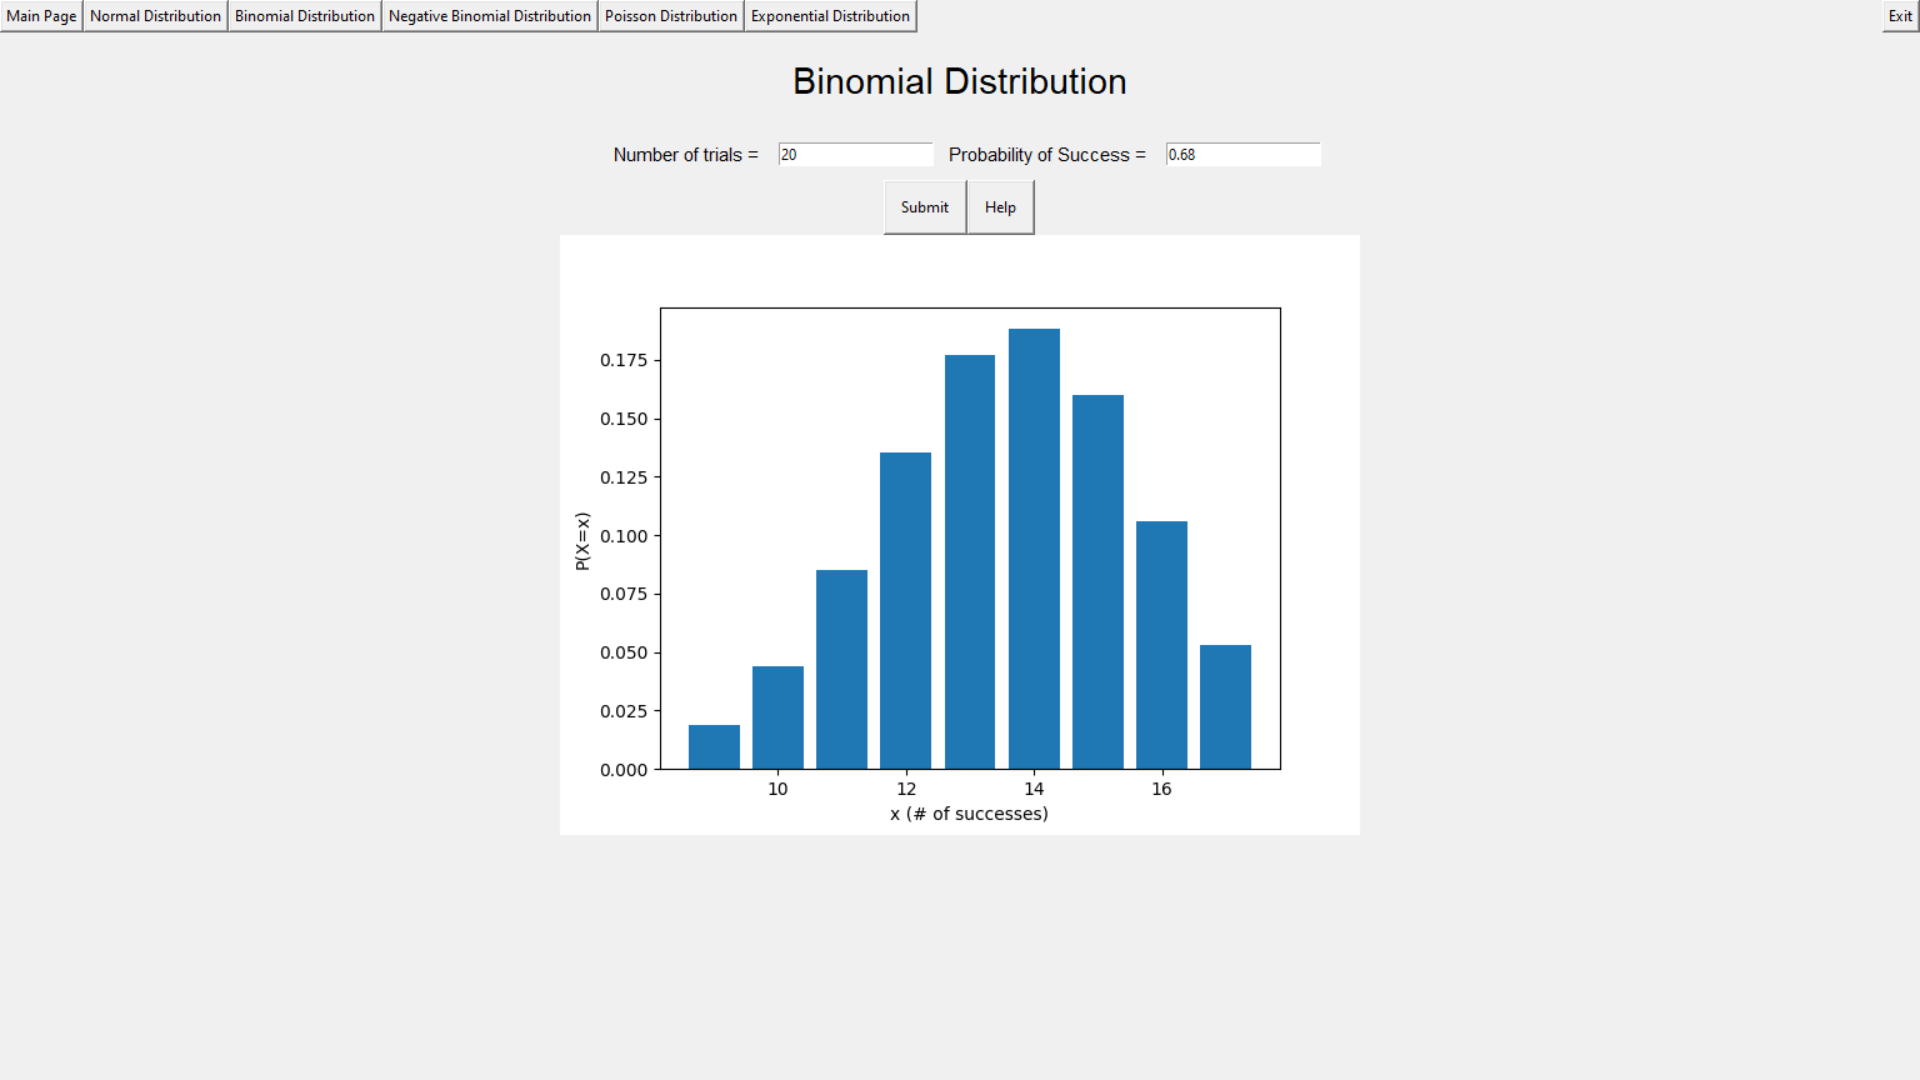 Main Page Normal Distribution Binomial Distribution Negative Binomial Distribution Poisson Distribution Exponential Distribution Exit
Binomial Distribution
Number of trials = 20 Probability of Success = 0.68
Submit Help
0.175
0.150
0.125
0.100
0.075
0.050
0.025
0.000
P(X=x)
10 12 14 16
x (# of successes)